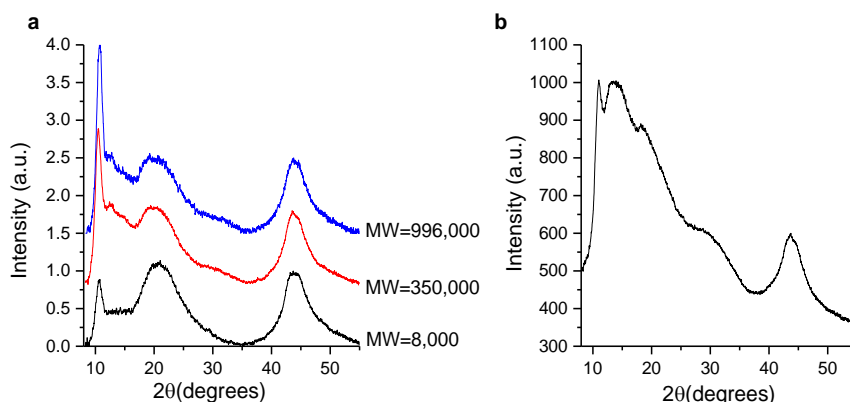 a
4.0
3.5
3.0
2.5
2.0
1.5
1.0
0.5
0.0
Intensity (a.u.)
MW=996,000
MW=350,000
MW=8,000
10 20 30 40 50
2θ(degrees)
b
1100
1000
900
800
700
600
500
400
300
Intensity (a.u.)
10 20 30 40 50
2θ(degrees)